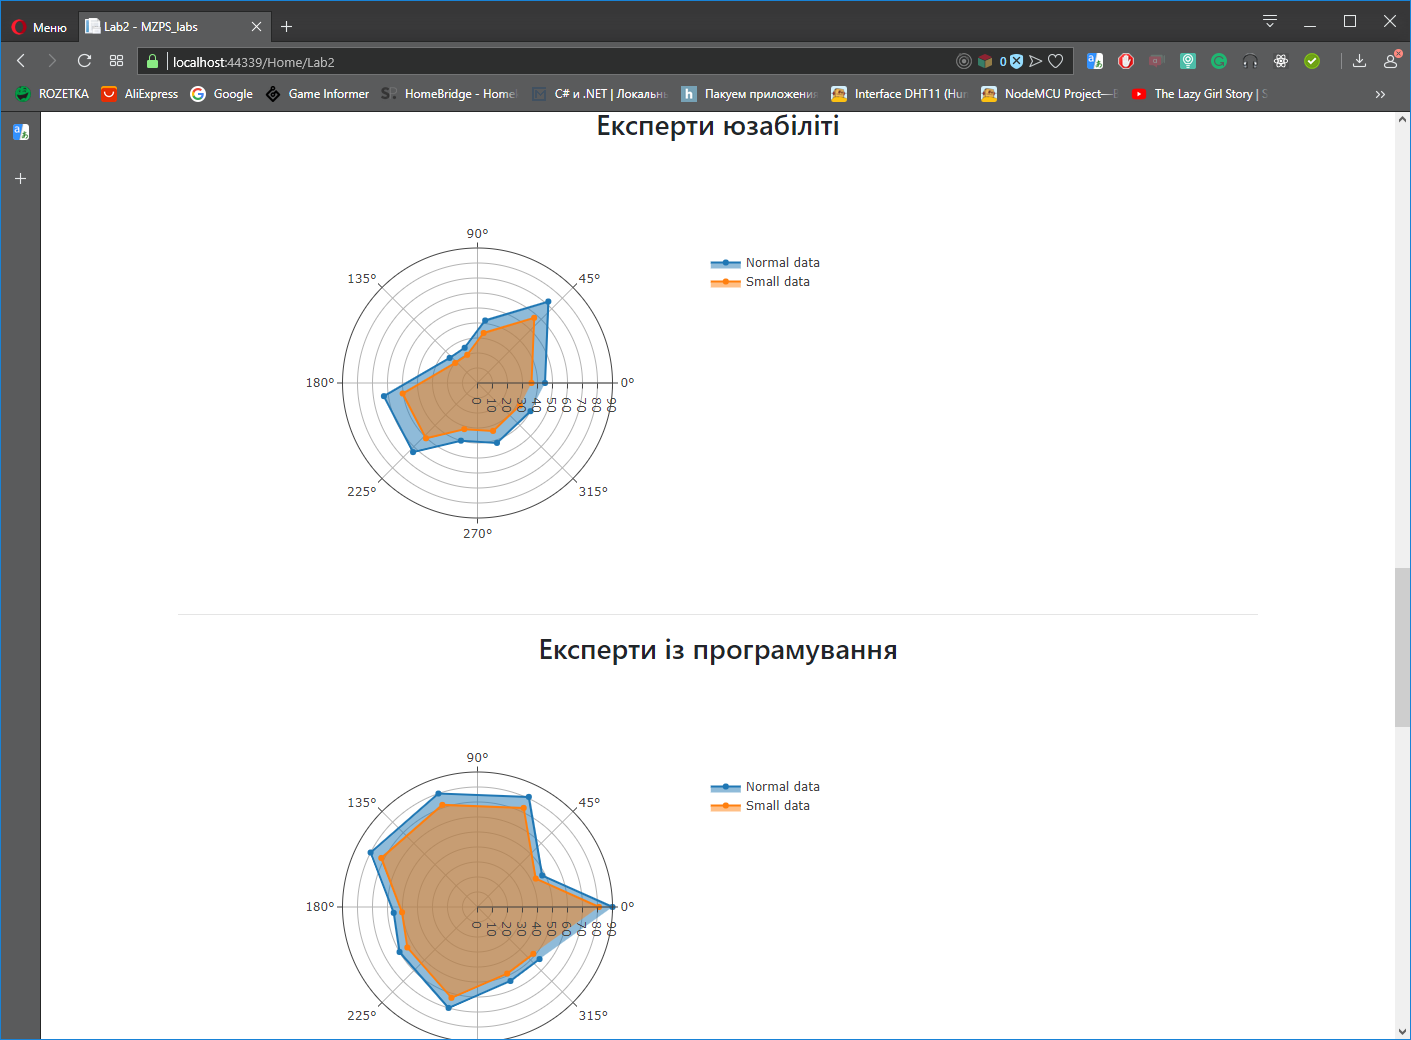 Меню
Lab2 - MZPS_labs
localhost:44339/Home/Lab2
0
ROZETKA
AliExpress
Google
Game Informer
HomeBridge - Home
C# и .NET | Локальн
Пакуем приложения
Interface DHT11 (Hu
NodeMCU Project—
The Lazy Girl Story |
Експерти юзабіліті
90°
135°
45°
180°
0°
225°
315°
270°
0 10 20 30 40 50 60 70 80 90
Normal data
Small data
Експерти із програмування
90°
135°
45°
180°
0°
225°
315°
0 10 20 30 40 50 60 70 80 90
Normal data
Small data